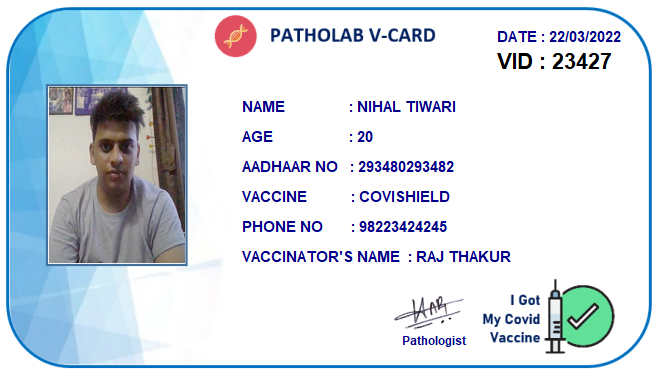 PATHOLAB V-CARD
DATE : 22/03/2022
VID : 23427
NAME : NIHAL TIWARI
AGE : 20
AADHAAR NO : 293480293482
VACCINE : COVISHIELD
PHONE NO : 98223424245
VACCINATOR'S NAME : RAJ THAKUR
Pathologist
I Got
My Covid
Vaccine